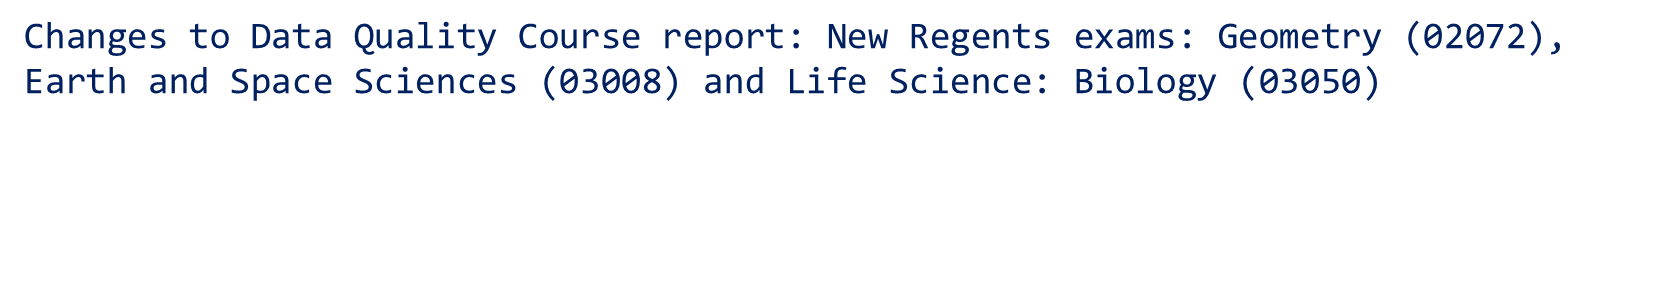 Changes to Data Quality Course report: New Regents exams: Geometry (02072),
Earth and Space Sciences (03008) and Life Science: Biology (03050)